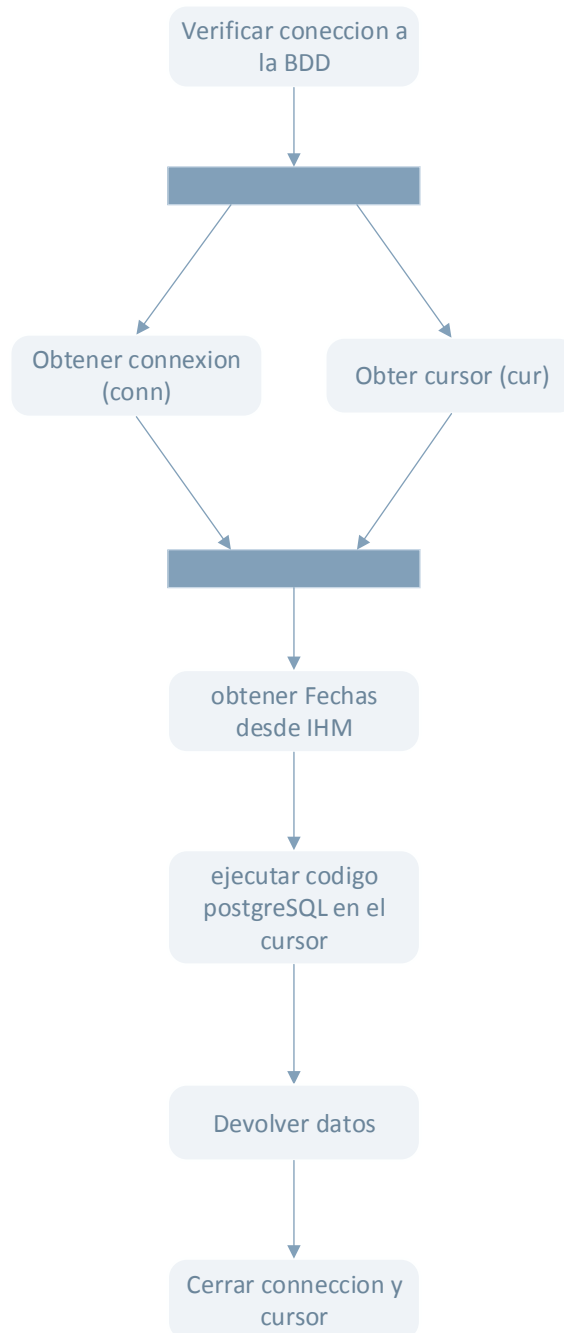 Verificar coneccion a
la BDD
Obtener connexion
(conn)
Obter cursor (cur)
obtener Fechas
desde IHM
ejecutar codigo
postgreSQL en el
cursor
Devolver datos
Cerrar conneccion y
cursor